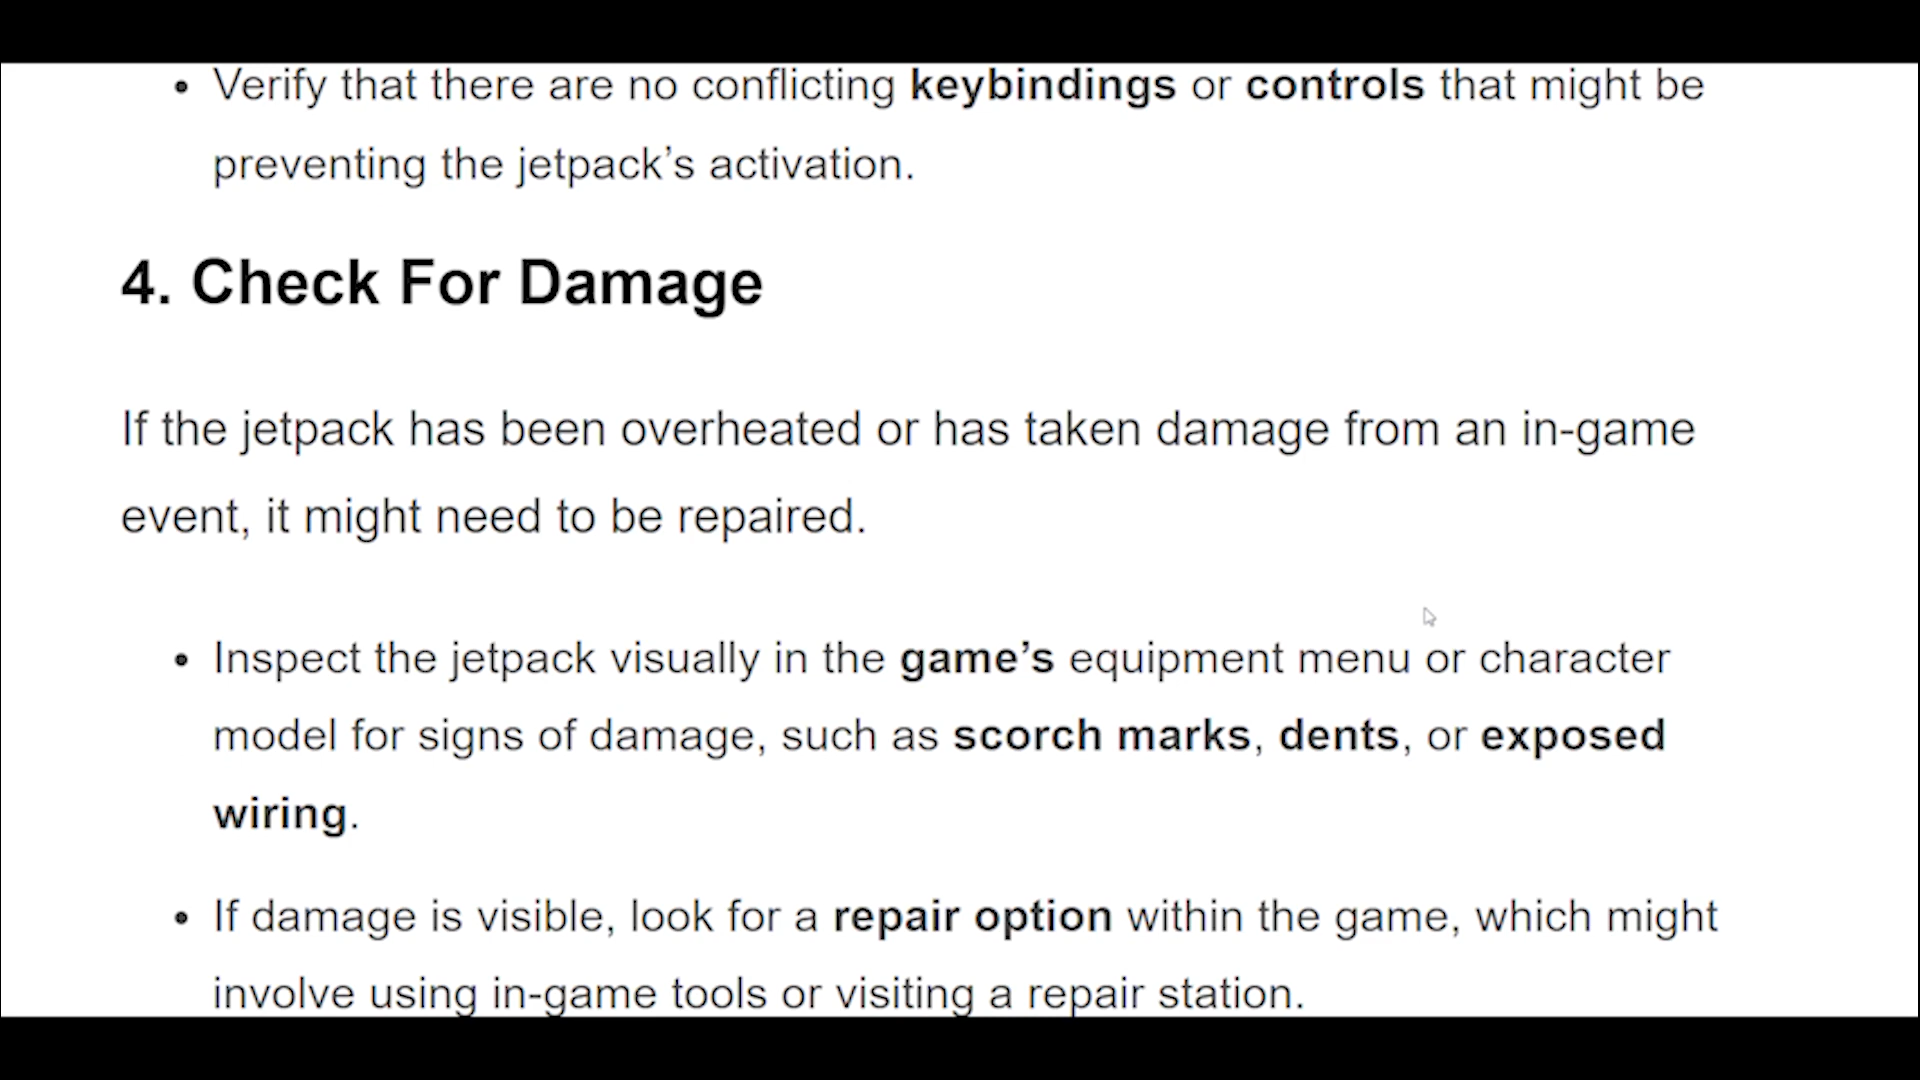 • Verify that there are no conflicting keybindings or controls that might be
preventing the jetpack’s activation.
4. Check For Damage
If the jetpack has been overheated or has taken damage from an in-game
event, it might need to be repaired.
• Inspect the jetpack visually in the game’s equipment menu or character
model for signs of damage, such as scorch marks, dents, or exposed
wiring.
• If damage is visible, look for a repair option within the game, which might
involve using in-game tools or visiting a repair station.